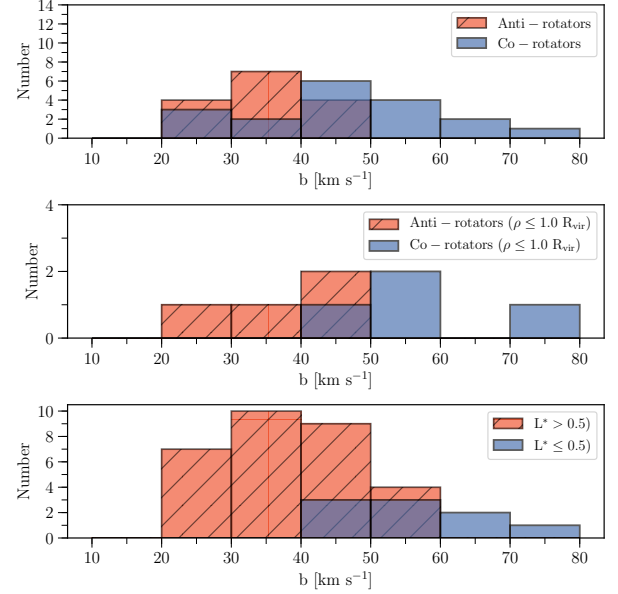 14
12
10
8
6
4
2
0
Number
Anti − rotators
Co − rotators
10 20 30 40 50 60 70 80
b [km s⁻¹]
4
2
0
Number
Anti − rotators (ρ ≤ 1.0 Rvir)
Co − rotators (ρ ≤ 1.0 Rvir)
10 20 30 40 50 60 70 80
b [km s⁻¹]
10
8
6
4
2
0
Number
L* > 0.5)
L* ≤ 0.5)
10 20 30 40 50 60 70 80
b [km s⁻¹]